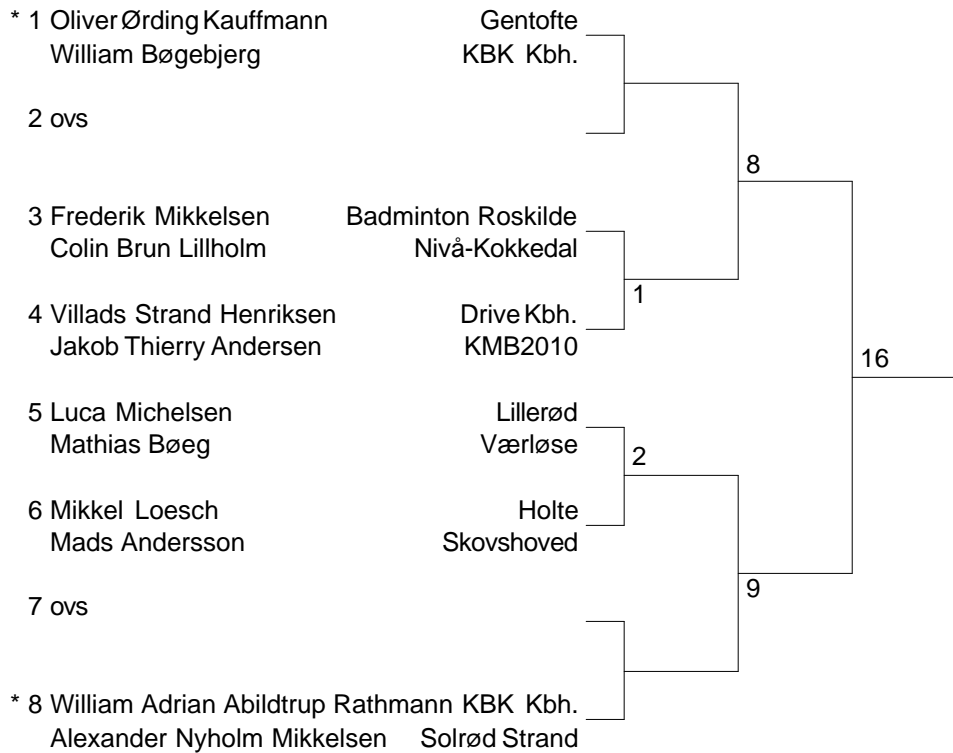 * 1 Oliver Ørding Kauffmann Gentofte
William Bøgebjerg KBK Kbh.
2 ovs
8
3 Frederik Mikkelsen Badminton Roskilde
Colin Brun Lillholm Nivå-Kokkedal
1
4 Villads Strand Henriksen Drive Kbh.
Jakob Thierry Andersen KMB2010
16
5 Luca Michelsen Lillerød
Mathias Bøeg Værløse
2
6 Mikkel Loesch Holte
Mads Andersson Skovshoved
9
7 ovs
* 8 William Adrian Abildtrup Rathmann KBK Kbh.
Alexander Nyholm Mikkelsen Solrød Strand